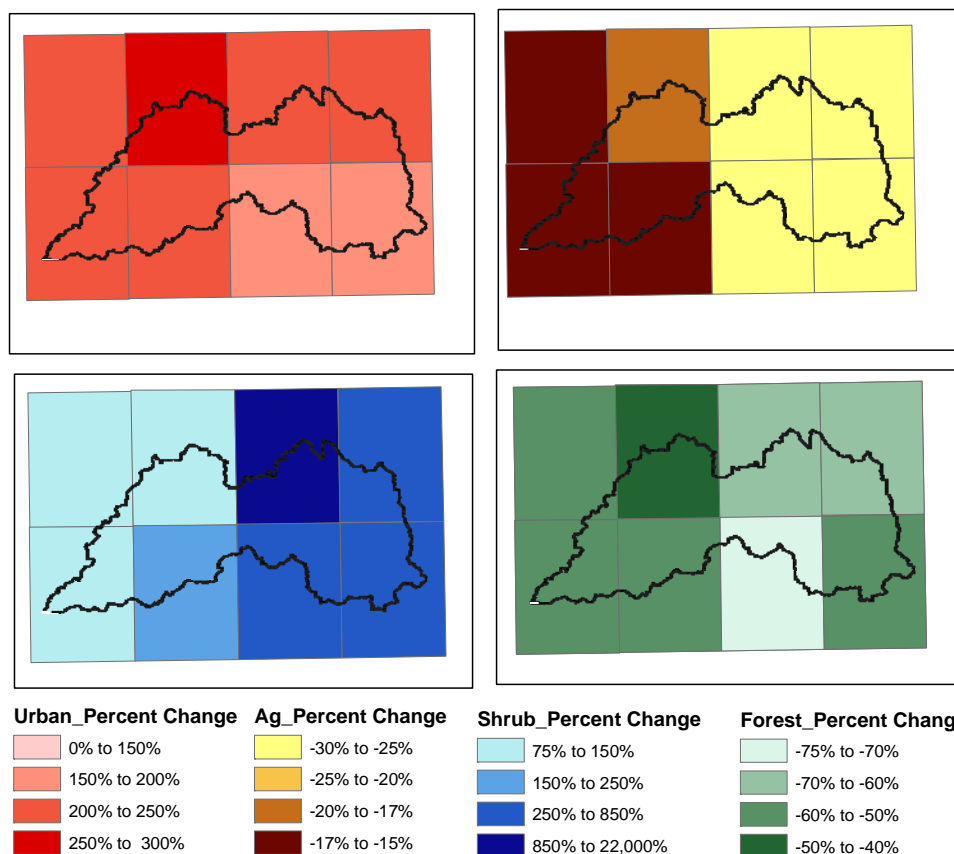 Urban_Percent Change
0% to 150%
150% to 200%
200% to 250%
250% to 300%
Ag_Percent Change
-30% to -25%
-25% to -20%
-20% to -17%
-17% to -15%
Shrub_Percent Change
75% to 150%
150% to 250%
250% to 850%
850% to 22,000%
Forest_Percent Chang
-75% to -70%
-70% to -60%
-60% to -50%
-50% to -40%